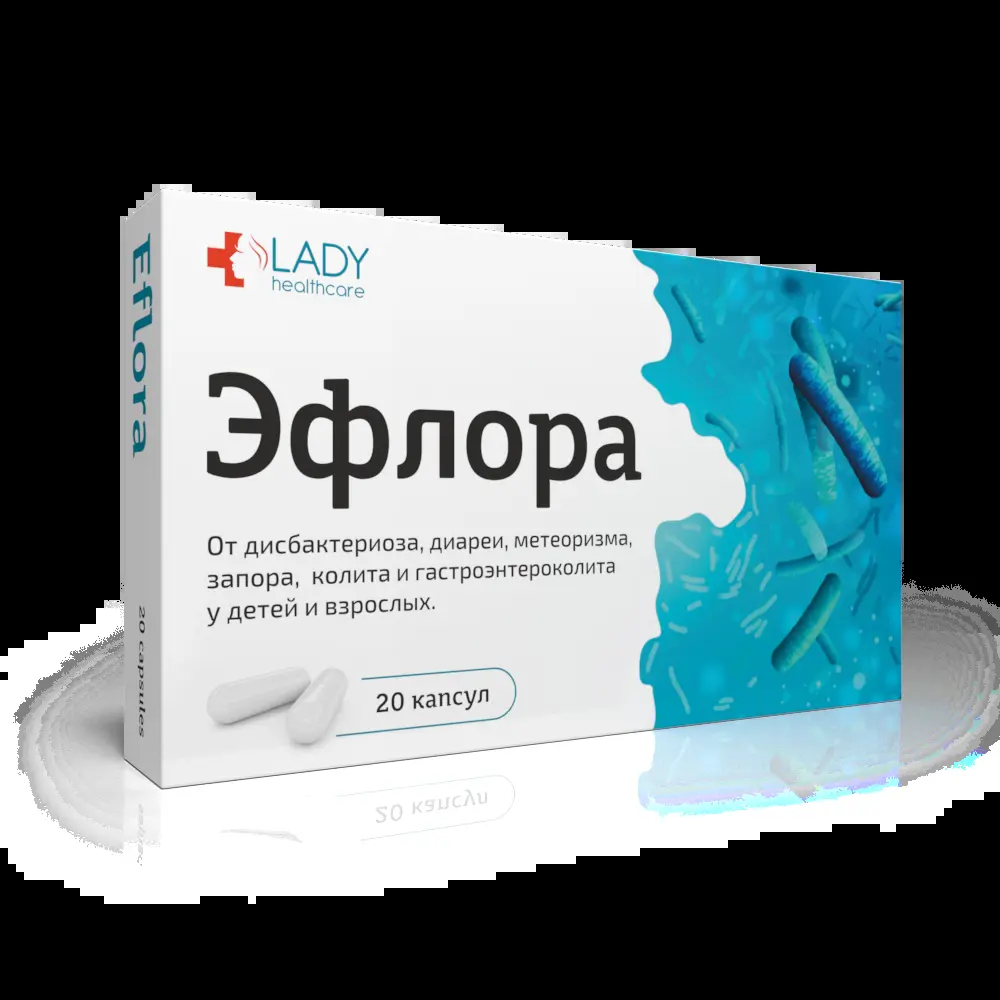 LADY
healthcare
Eflora
Эфлора
От дисбактериоза, диареи, метеоризма,
запора, колита и гастроэнтероколита
у детей и взрослых.
20 капсул
20 capsules
20 капсул